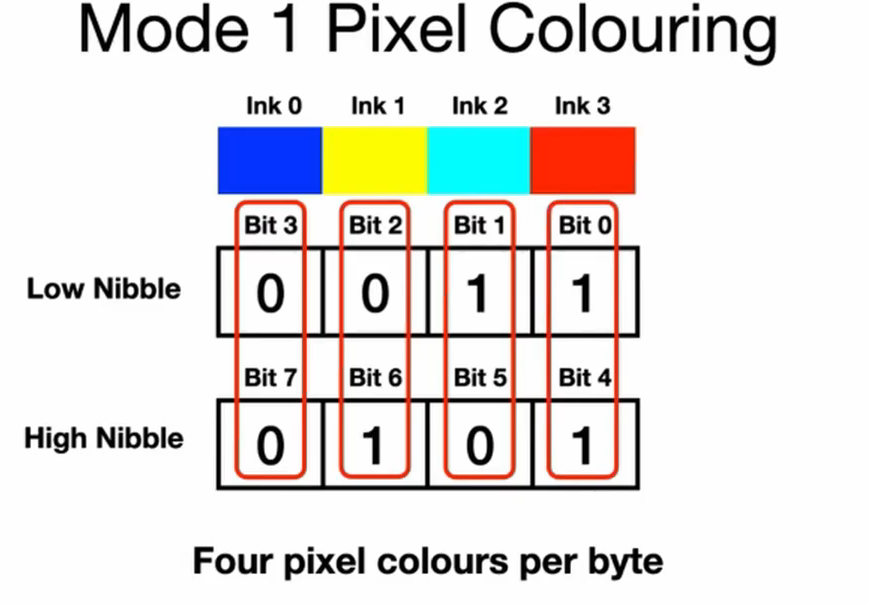 Mode 1 Pixel Colouring
Ink 0 Ink 1 Ink 2 Ink 3
Bit 3 Bit 2 Bit 1 Bit 0
Low Nibble 0 0 1 1
Bit 7 Bit 6 Bit 5 Bit 4
High Nibble 0 1 0 1
Four pixel colours per byte